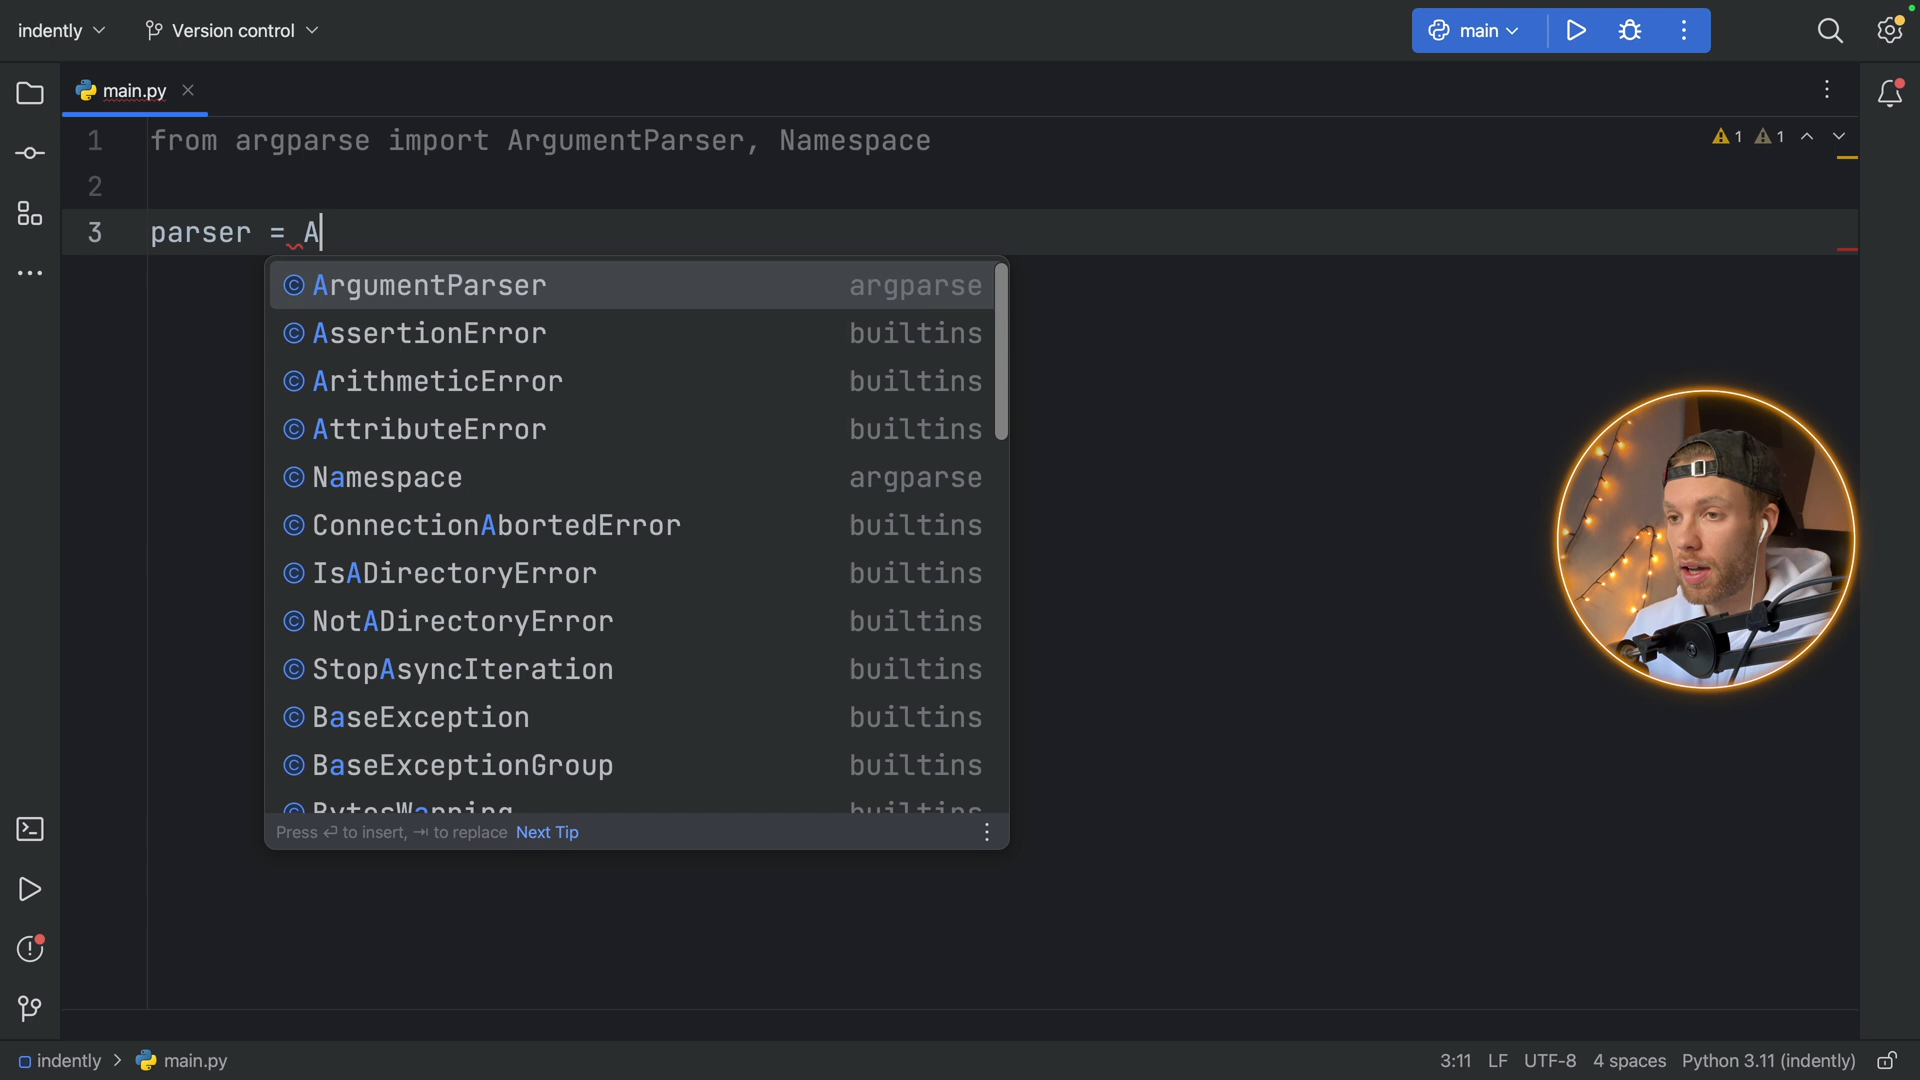 indently
Version control
main
main.py
1 from argparse import ArgumentParser, Namespace
1 1
2
3 parser = A
ArgumentParser argparse
AssertionError builtins
ArithmeticError builtins
AttributeError builtins
Namespace argparse
ConnectionAbortedError builtins
IsADirectoryError builtins
NotADirectoryError builtins
StopAsyncIteration builtins
BaseException builtins
BaseExceptionGroup builtins
BytesWarning builtins
Press ⏎ to insert, ⇥ to replace Next Tip
indently > main.py 3:11 LF UTF-8 4 spaces Python 3.11 (indently)